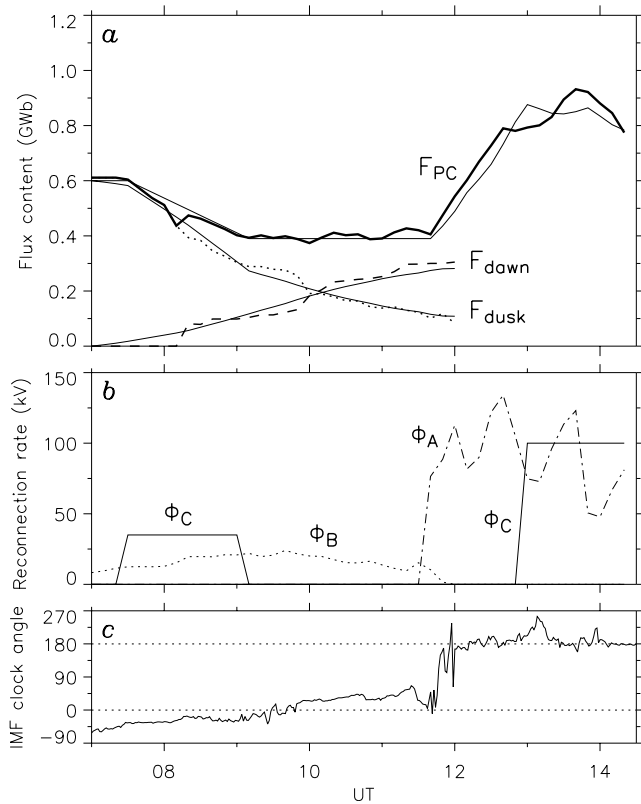 a
Flux content (GWb)
1.2
1.0
0.8
0.6
0.4
0.2
0.0
F_PC
F_dawn
F_dusk
b
Reconnection rate (kV)
150
100
50
0
Φ_C
Φ_B
Φ_A
Φ_C
c
IMF clock angle
270
180
90
0
−90
08 10 12 14
UT